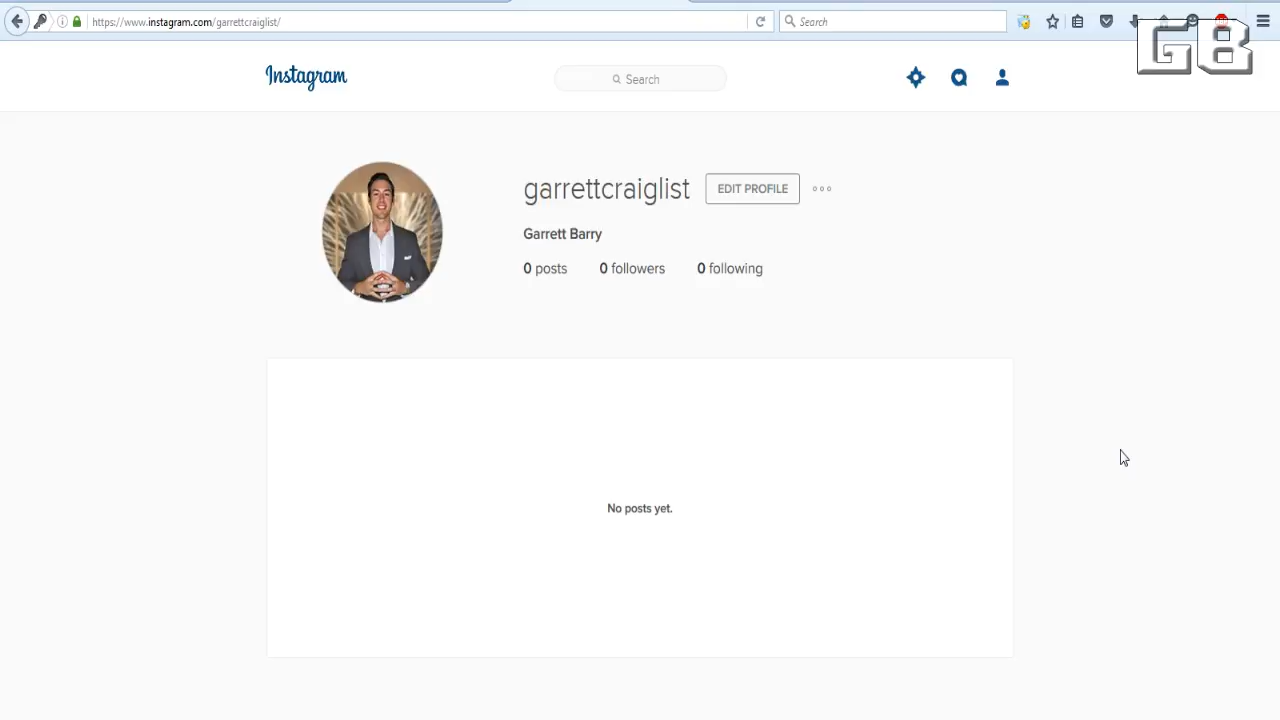 https://www.instagram.com/garrettcraiglist/
Search
GB
Instagram
Search
garrettcraiglist
EDIT PROFILE
Garrett Barry
0 posts 0 followers 0 following
No posts yet.